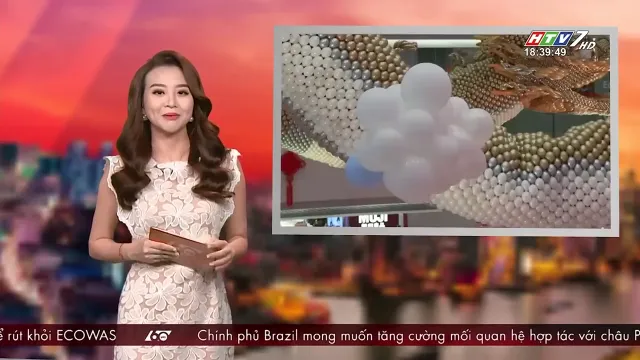 HTV7 HD
18:39:49
MUJI
ể rút khỏi ECOWAS 60 Chính phủ Brazil mong muốn tăng cường mối quan hệ hợp tác với châu P